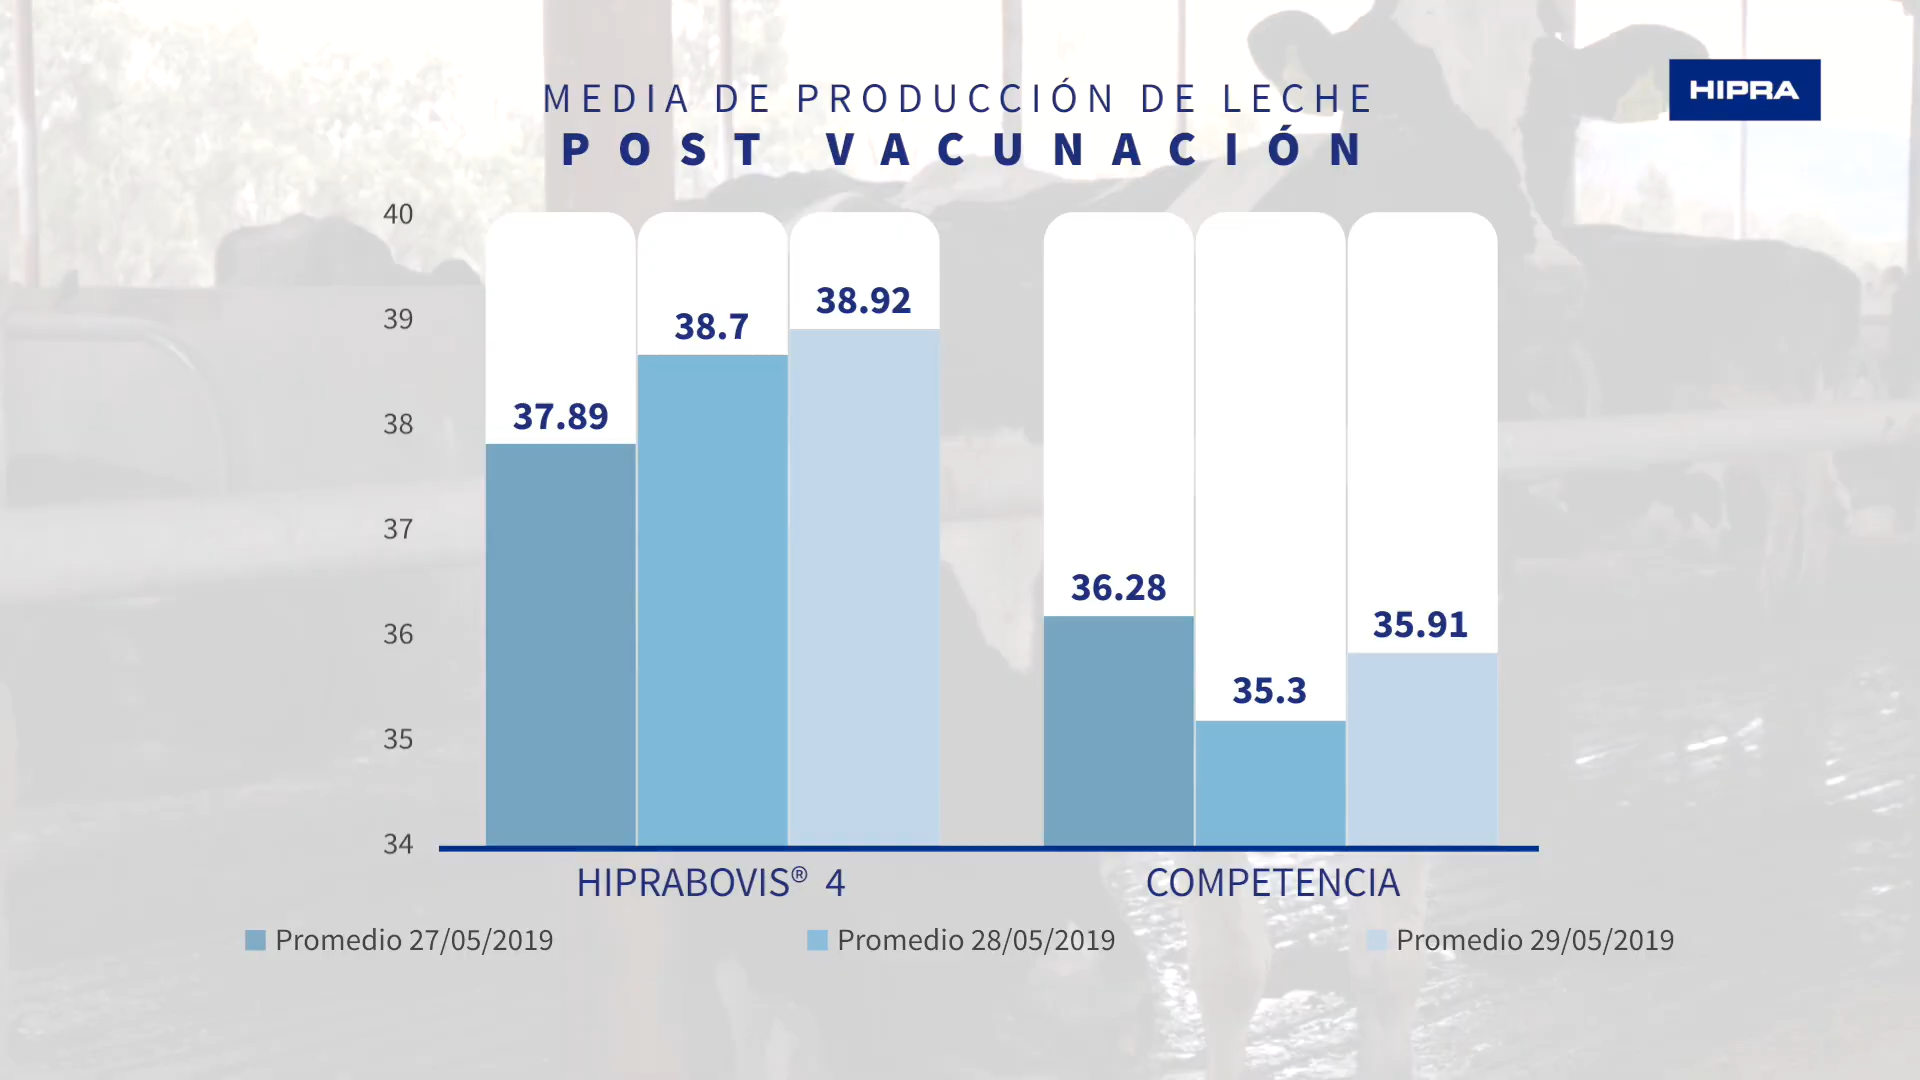 MEDIA DE PRODUCCIÓN DE LECHE
POST VACUNACIÓN
HIPRA
40
39
38
37
36
35
34
37.89
38.7
38.92
36.28
35.3
35.91
HIPRABOVIS® 4
COMPETENCIA
Promedio 27/05/2019
Promedio 28/05/2019
Promedio 29/05/2019